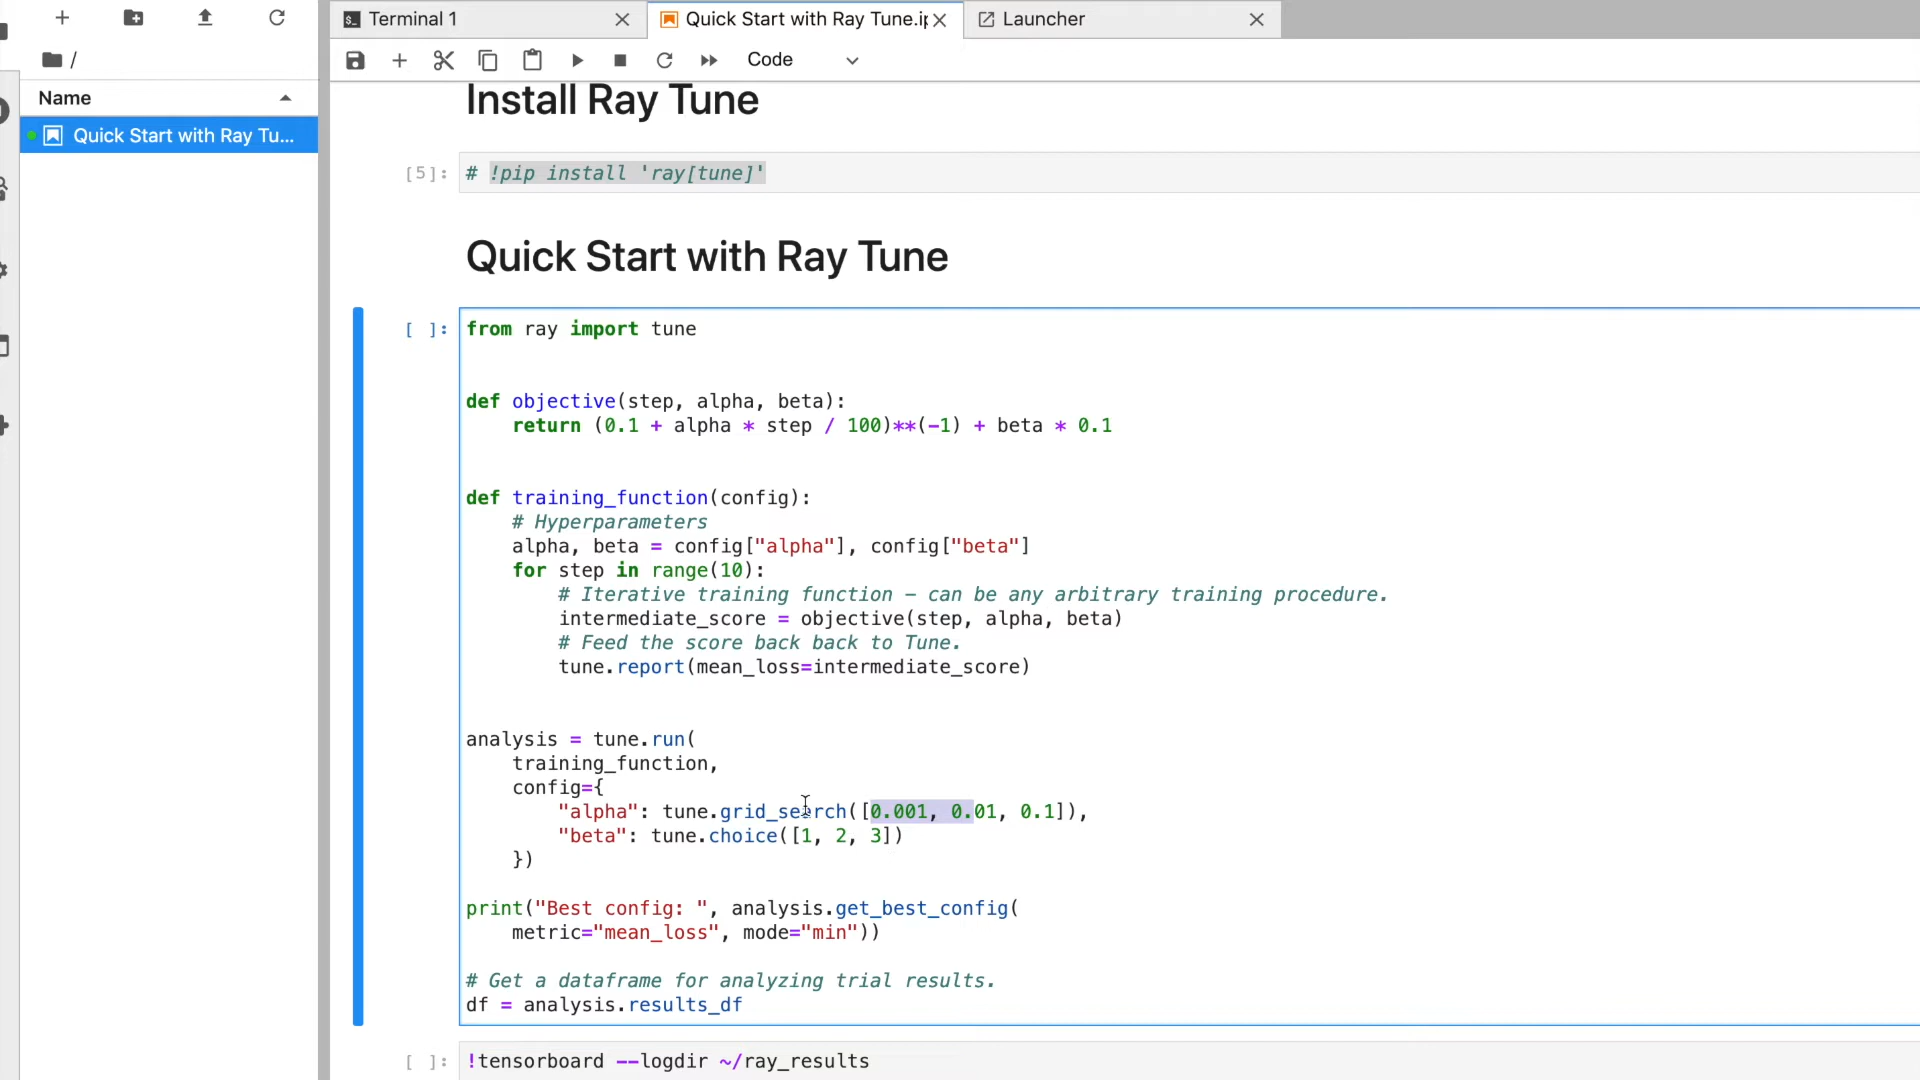 Terminal 1
Quick Start with Ray Tune.ip
Launcher
/
Code
Name
Quick Start with Ray Tu...
Install Ray Tune
[5]: # !pip install 'ray[tune]'
Quick Start with Ray Tune
[ ]: from ray import tune
def objective(step, alpha, beta):
    return (0.1 + alpha * step / 100)**(-1) + beta * 0.1
def training_function(config):
    # Hyperparameters
    alpha, beta = config["alpha"], config["beta"]
    for step in range(10):
        # Iterative training function – can be any arbitrary training procedure.
        intermediate_score = objective(step, alpha, beta)
        # Feed the score back back to Tune.
        tune.report(mean_loss=intermediate_score)
analysis = tune.run(
    training_function,
    config={
        "alpha": tune.grid_search([0.001, 0.01, 0.1]),
        "beta": tune.choice([1, 2, 3])
    })
print("Best config: ", analysis.get_best_config(
    metric="mean_loss", mode="min"))
# Get a dataframe for analyzing trial results.
df = analysis.results_df
[ ]: !tensorboard --logdir ~/ray_results